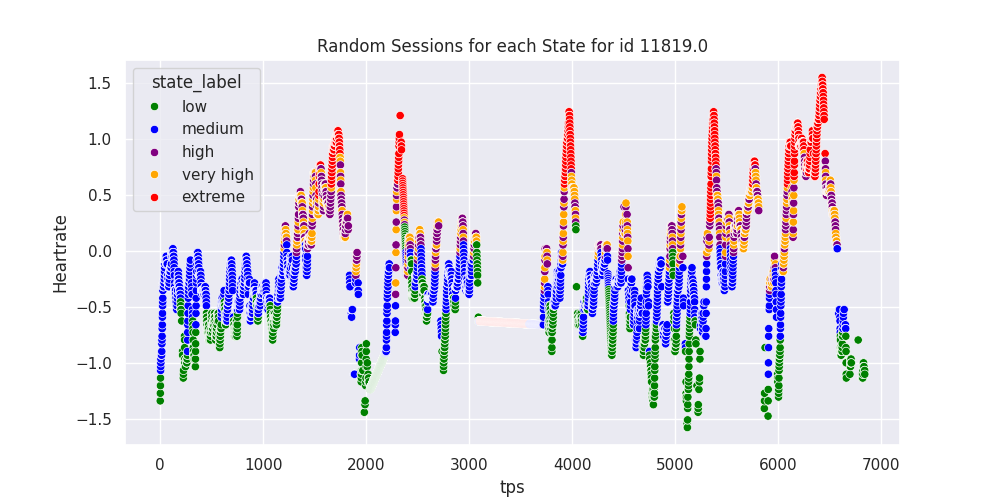 Random Sessions for each State for id 11819.0
state_label
low
medium
high
very high
extreme
Heartrate
1.5
1.0
0.5
0.0
−0.5
−1.0
−1.5
0 1000 2000 3000 4000 5000 6000 7000
tps